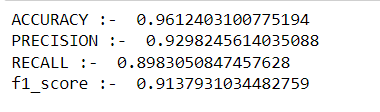 ACCURACY :-  0.9612403100775194
PRECISION :-  0.9298245614035088
RECALL :-  0.8983050847457628
f1_score :-  0.9137931034482759